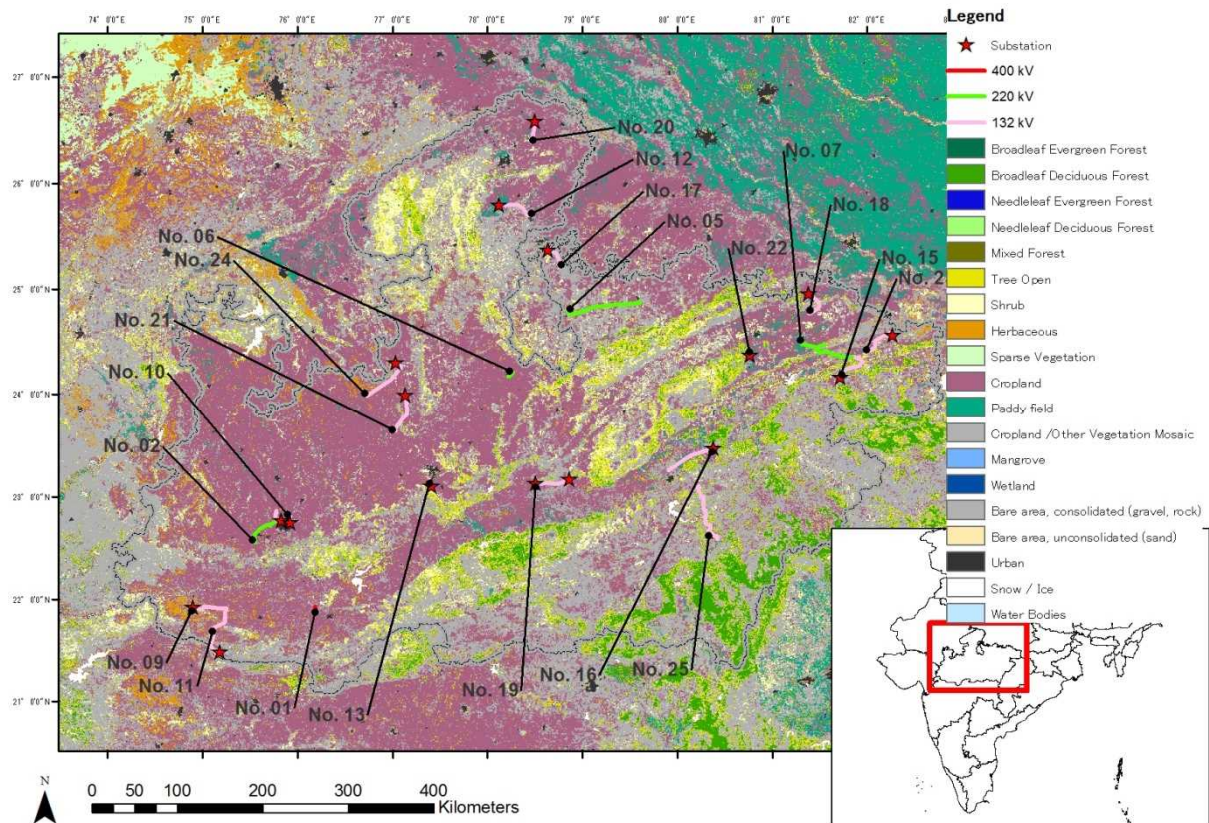 74° 0'0"E 75° 0'0"E 76° 0'0"E 77° 0'0"E 78° 0'0"E 79° 0'0"E 80° 0'0"E 81° 0'0"E 82° 0'0"E 8
27° 0'0"N
26° 0'0"N
25° 0'0"N
24° 0'0"N
23° 0'0"N
22° 0'0"N
21° 0'0"N
No. 20
No. 12
No. 07
No. 17
No. 18
No. 05
No. 06
No. 22
No. 15
No. 24
No. 2
No. 21
No. 10
No. 02
No. 09
No. 11
No. 01
No. 13
No. 19
No. 16
No. 25
Legend
Substation
400 kV
220 kV
132 kV
Broadleaf Evergreen Forest
Broadleaf Deciduous Forest
Needleleaf Evergreen Forest
Needleleaf Deciduous Forest
Mixed Forest
Tree Open
Shrub
Herbaceous
Sparse Vegetation
Cropland
Paddy field
Cropland /Other Vegetation Mosaic
Mangrove
Wetland
Bare area, consolidated (gravel, rock)
Bare area, unconsolidated (sand)
Urban
Snow / Ice
Water Bodies
N
0 50 100 200 300 400
Kilometers